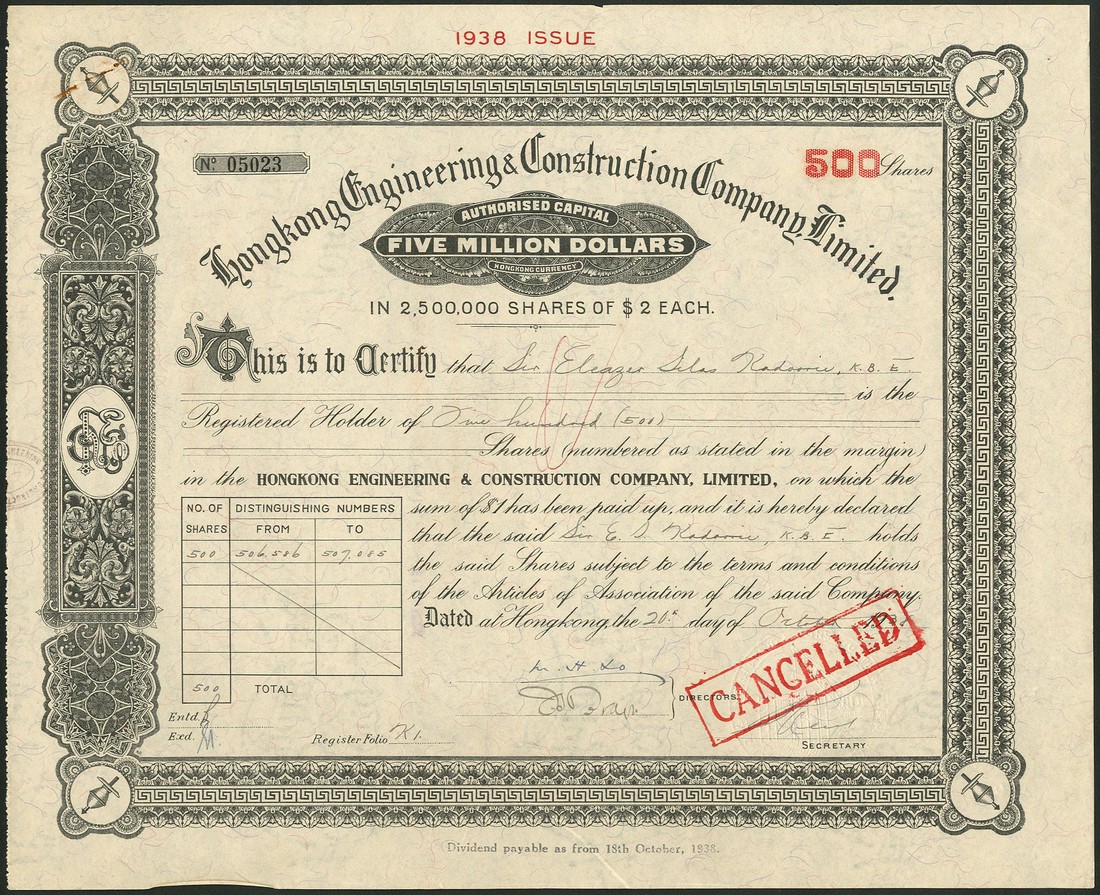 1938 ISSUE
Nº 05023
500 Shares
Hongkong Engineering & Construction Company, Limited.
AUTHORISED CAPITAL
FIVE MILLION DOLLARS
HONGKONG CURRENCY
IN 2,500,000 SHARES OF $2 EACH.
This is to Certify that Sir Eleazer Silas Kadoorie, K.B.E.
is the
Registered Holder of Five hundred (500)
Shares (numbered as stated in the margin)
in the HONGKONG ENGINEERING & CONSTRUCTION COMPANY, LIMITED, on which the
sum of $1 has been paid up, and it is hereby declared
that the said Sir E. S. Kadoorie, K.B.E. holds
the said Shares subject to the terms and conditions
of the Articles of Association of the said Company.
Dated at Hongkong, the 20th day of October 1938
NO. OF SHARES DISTINGUISHING NUMBERS
FROM TO
500 506,586 507,085
500 TOTAL
M. H. Lo
DIRECTORS
CANCELLED
Entd.
Exd.
Register Folio K1.
SECRETARY
Dividend payable as from 18th October, 1938.